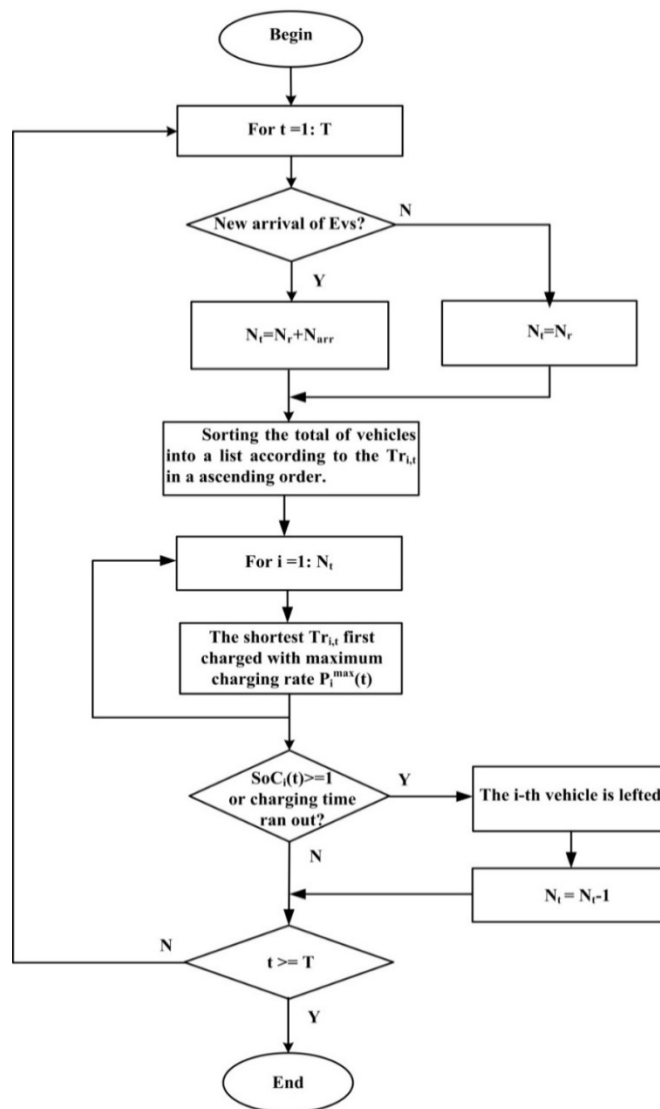 Begin
For t =1: T
New arrival of Evs?
N
Y
Nₜ=Nᵣ+Nₐᵣᵣ
Nₜ=Nᵣ
Sorting the total of vehicles
into a list according to the Trᵢ,ₜ
in a ascending order.
For i =1: Nₜ
The shortest Trᵢ,ₜ first
charged with maximum
charging rate Pᵢᵐᵃˣ(t)
SoCᵢ(t)>=1
or charging time
ran out?
Y
The i-th vehicle is lefted
N
Nₜ = Nₜ-1
N
t >= T
Y
End